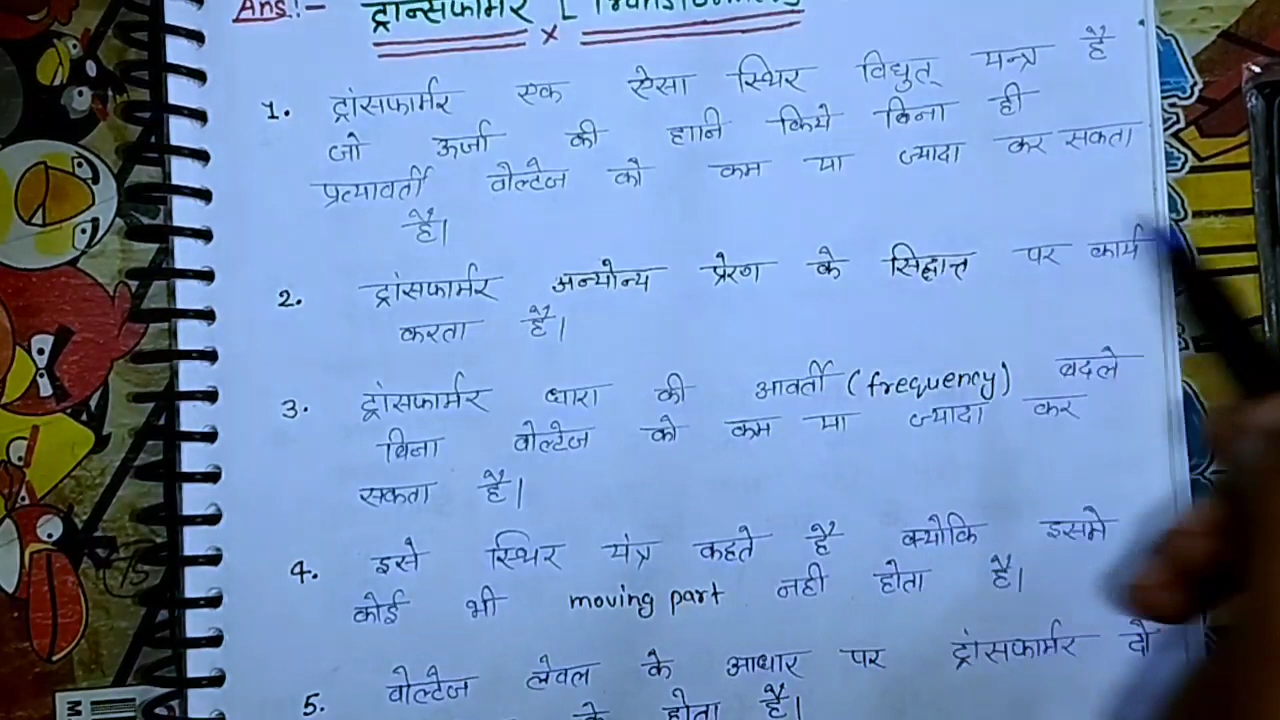 Ans:- ट्रान्सफार्मर [Transformer]
1. ट्रांसफार्मर एक ऐसा स्थिर विधुत् यन्त्र है
जो ऊर्जा की हानि किये बिना ही
प्रत्यावर्ती वोल्टेज को कम या ज्यादा कर सकता
है।
2. ट्रांसफार्मर अन्योन्य प्रेरण के सिद्धान्त पर कार्य
करता है।
3. ट्रांसफार्मर धारा की आवर्ती (frequency) बदले
बिना वोल्टेज को कम या ज्यादा कर
सकता है।
4. इसे स्थिर यंत्र कहते है क्योकि इसमे
कोई भी moving part नही होता है।
5. वोल्टेज लेवल के आधार पर ट्रांसफार्मर दो
के होता है।